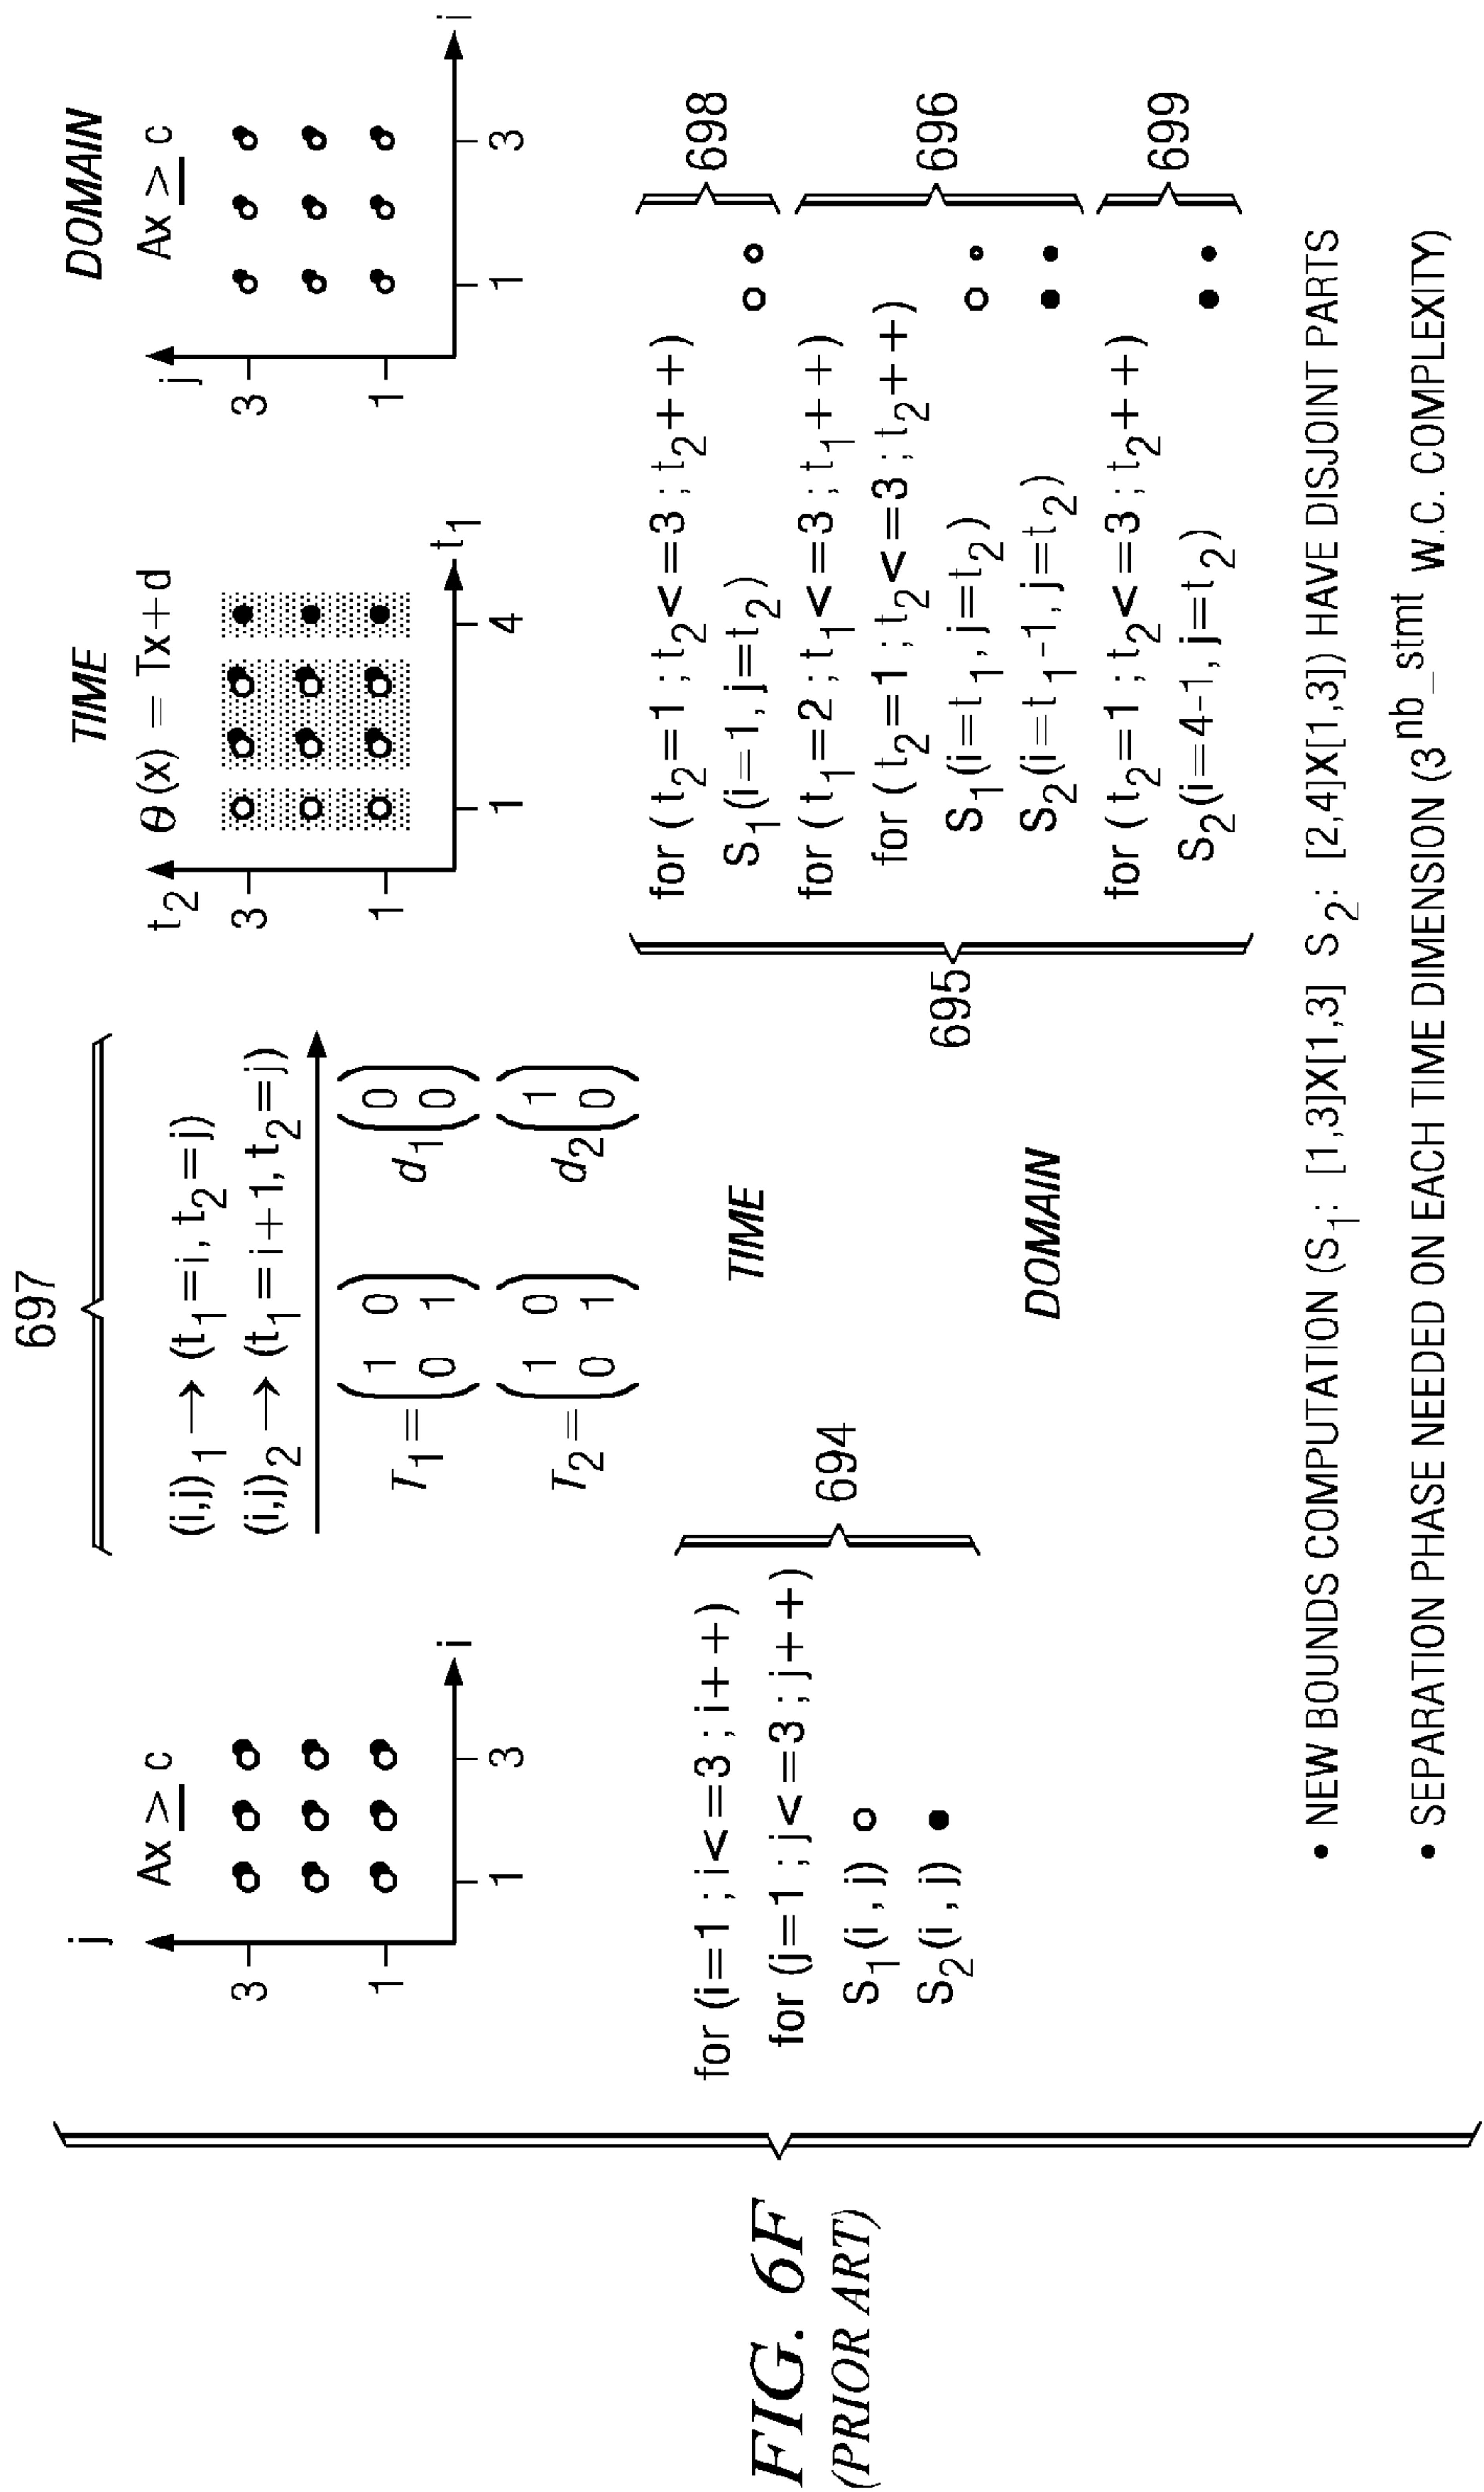 697
j
Ax ≥ c
3
1
1
3
i
(i,j)₁ → (t₁=i, t₂=j)
(i,j)₂ → (t₁=i+1, t₂=j)
T₁= (1 0
0 1)
d₁ (0
0)
T₂= (1 0
0 1)
d₂ (1
0)
TIME
θ(x) = Tx+d
t₂
3
1
1
4
t₁
DOMAIN
Ax ≥ c
j
3
1
1
3
i
for (i=1 ; i<=3; i++)
for (j=1 ; j<=3 ; j++)
S₁(i , j)
S₂(i , j)
694
TIME
DOMAIN
695
for ( t₂=1 ; t₂<=3 ; t₂++)
S₁(i=1, j=t₂)
698
for ( t₁=2 ; t₁<=3 ; t₁++)
for ( t₂=1 ; t₂<=3 ; t₂++)
S₁(i=t₁, j=t₂)
S₂(i=t₁-1, j=t₂)
696
for ( t₂=1 ; t₂<=3 ; t₂++)
S₂(i=4-1, j=t₂)
699
• NEW BOUNDS COMPUTATION (S₁: [1,3]X[1,3] S₂: [2,4]X[1,3]) HAVE DISJOINT PARTS
• SEPARATION PHASE NEEDED ON EACH TIME DIMENSION (3^nb_stmt W.C. COMPLEXITY)
FIG. 6F
(PRIOR ART)